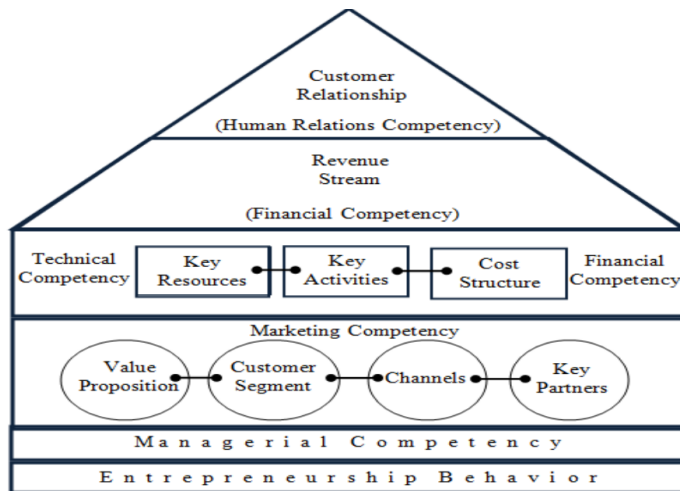 Customer
Relationship
(Human Relations Competency)
Revenue
Stream
(Financial Competency)
Technical
Competency
Key
Resources
Key
Activities
Cost
Structure
Financial
Competency
Marketing Competency
Value
Proposition
Customer
Segment
Channels
Key
Partners
Managerial Competency
Entrepreneurship Behavior